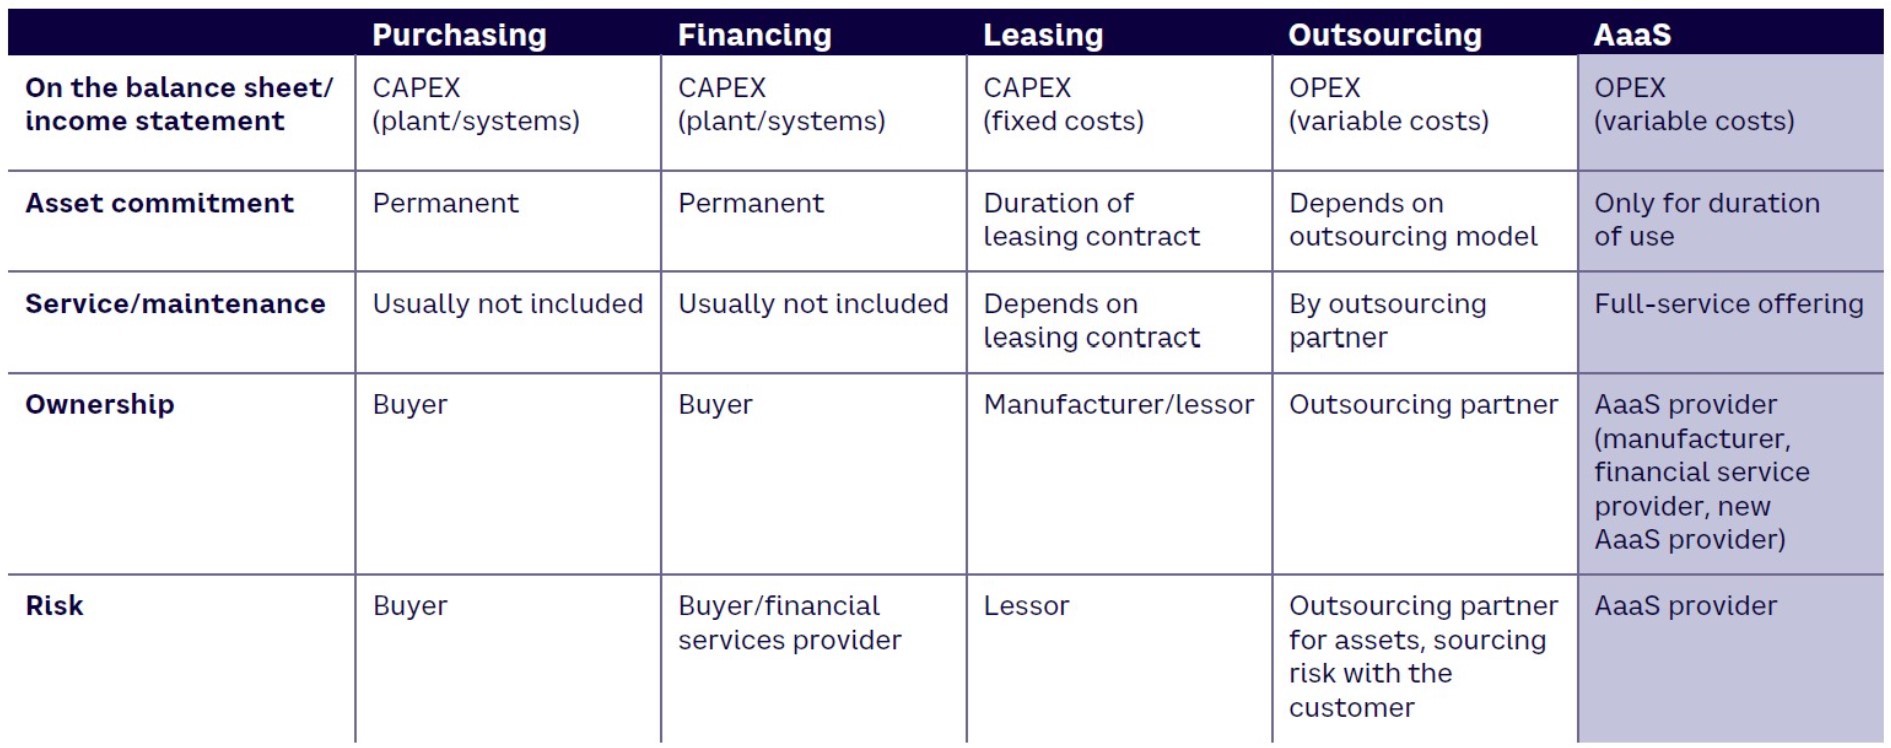 Purchasing Financing Leasing Outsourcing AaaS
On the balance sheet/ CAPEX CAPEX CAPEX OPEX OPEX
income statement (plant/systems) (plant/systems) (fixed costs) (variable costs) (variable costs)
Asset commitment Permanent Permanent Duration of Depends on Only for duration
leasing contract outsourcing model of use
Service/maintenance Usually not included Usually not included Depends on By outsourcing Full-service offering
leasing contract partner
Ownership Buyer Buyer Manufacturer/lessor Outsourcing partner AaaS provider
(manufacturer,
financial service
provider, new
AaaS provider)
Risk Buyer Buyer/financial Lessor Outsourcing partner AaaS provider
services provider for assets, sourcing
risk with the
customer